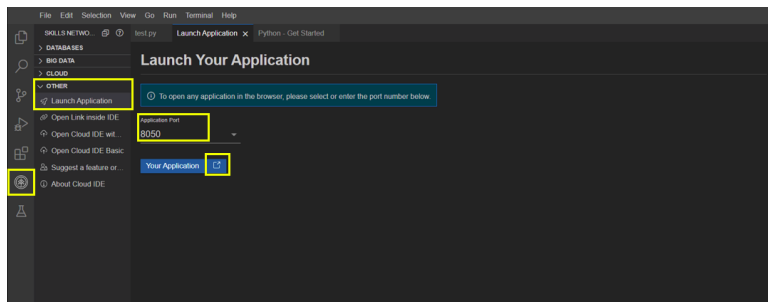 File Edit Selection View Go Run Terminal Help
SKILLS NETWO...
test.py Launch Application Python - Get Started
DATABASES
BIG DATA
CLOUD
OTHER
Launch Application
Open Link inside IDE
Open Cloud IDE wit...
Open Cloud IDE Basic
Suggest a feature or...
About Cloud IDE
Launch Your Application
To open any application in the browser, please select or enter the port number below.
Application Port
8050
Your Application